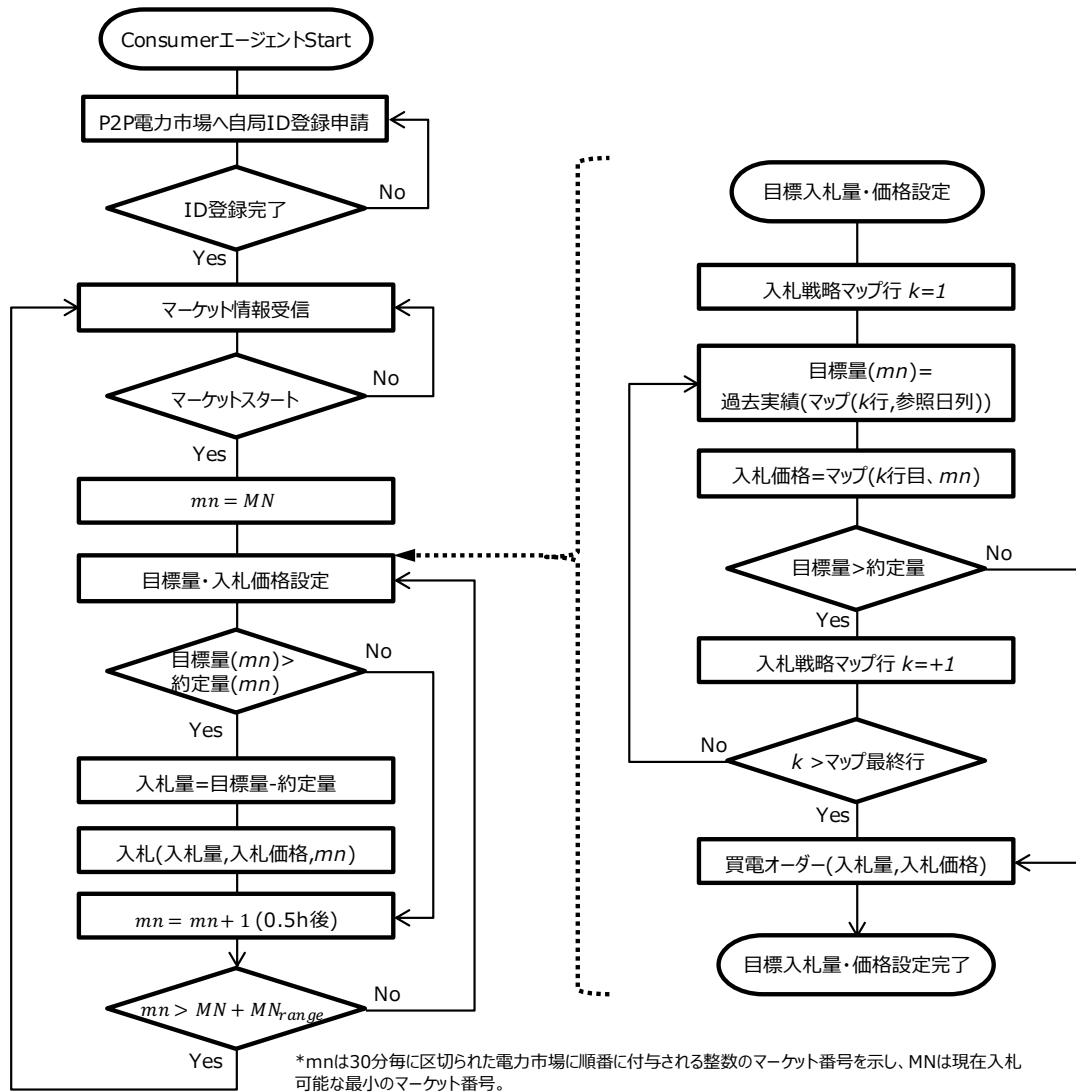 ConsumerエージェントStart
P2P電力市場へ自局ID登録申請
ID登録完了
No
Yes
マーケット情報受信
マーケットスタート
No
Yes
mn = MN
目標量・入札価格設定
目標量(mn)>
約定量(mn)
No
Yes
入札量=目標量-約定量
入札(入札量,入札価格,mn)
mn = mn + 1 (0.5h後)
mn > MN + MNrange
No
Yes
目標入札量・価格設定
入札戦略マップ行 k=1
目標量(mn)=
過去実績(マップ(k行,参照日列))
入札価格=マップ(k行目、mn)
目標量>約定量
No
Yes
入札戦略マップ行 k=+1
No
k >マップ最終行
Yes
買電オーダー(入札量,入札価格)
目標入札量・価格設定完了
*mnは30分毎に区切られた電力市場に順番に付与される整数のマーケット番号を示し、MNは現在入札
可能な最小のマーケット番号。